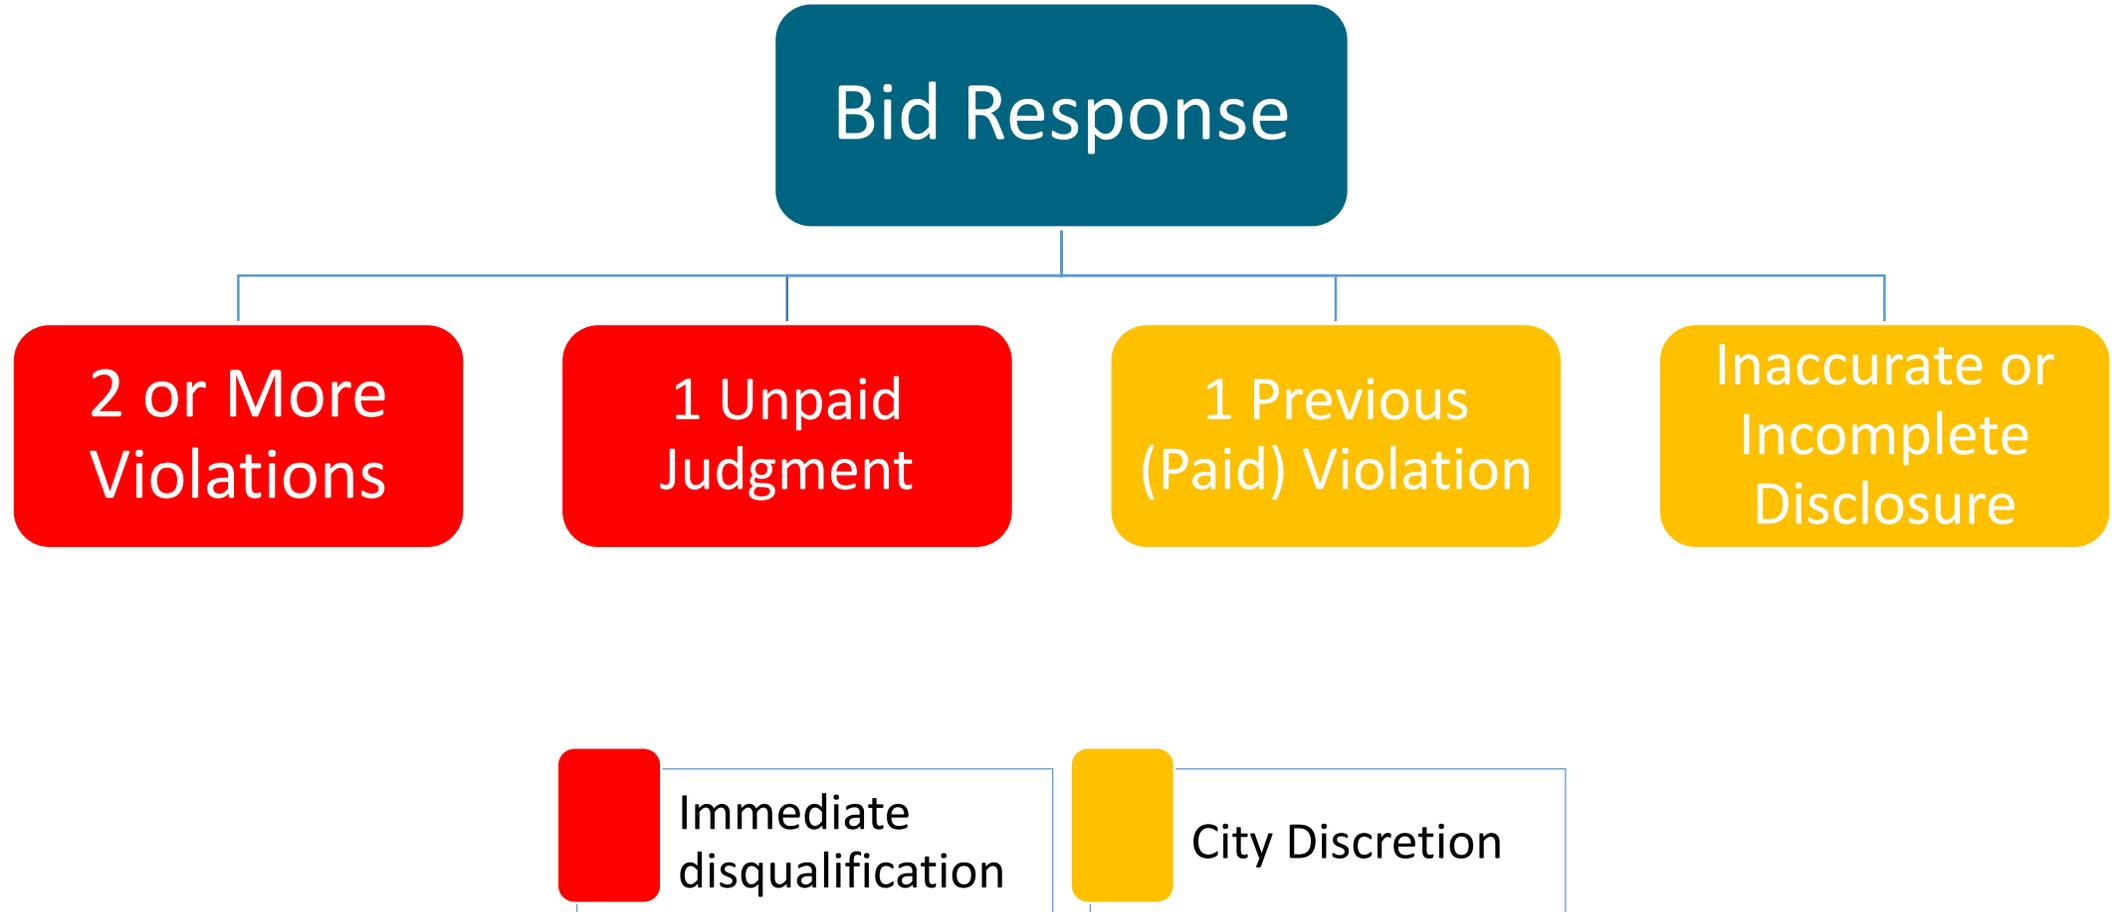 Bid Response
2 or More
Violations
1 Unpaid
Judgment
1 Previous
(Paid) Violation
Inaccurate or
Incomplete
Disclosure
Immediate
disqualification
City Discretion